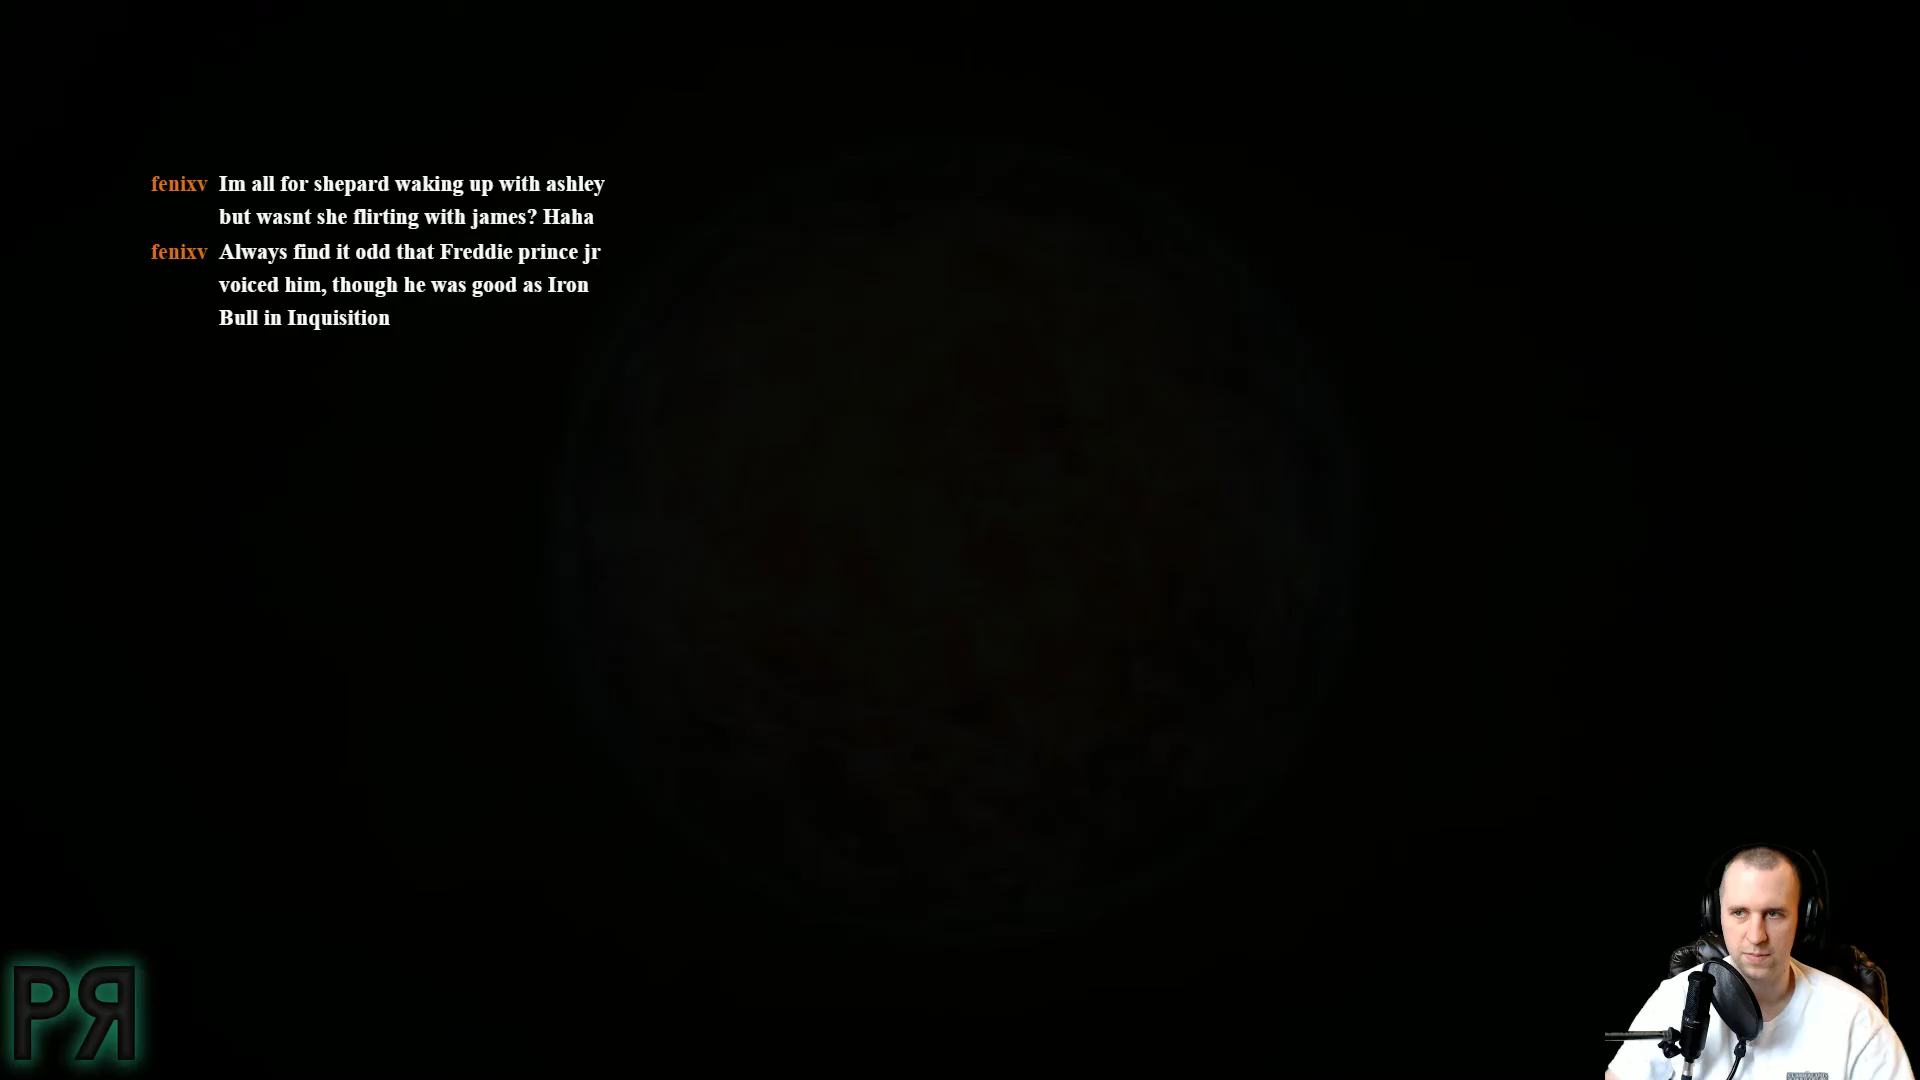 fenixv Im all for shepard waking up with ashley
but wasnt she flirting with james? Haha
fenixv Always find it odd that Freddie prince jr
voiced him, though he was good as Iron
Bull in Inquisition
PЯ